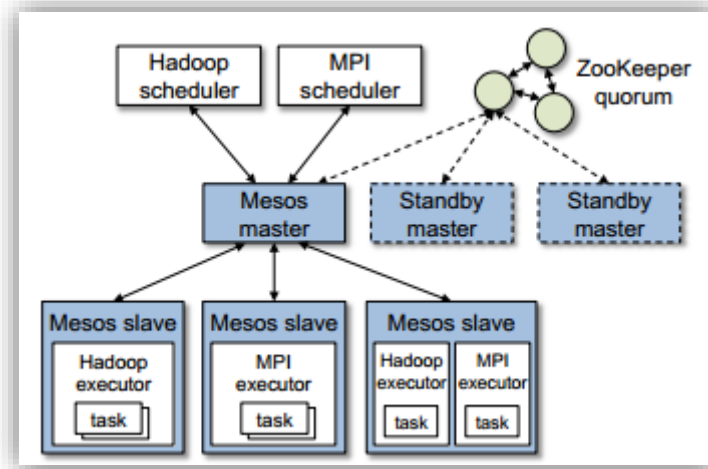 Hadoop
scheduler
MPI
scheduler
ZooKeeper
quorum
Mesos
master
Standby
master
Standby
master
Mesos slave
Hadoop
executor
task
Mesos slave
MPI
executor
task
Mesos slave
Hadoop
executor
task
MPI
executor
task